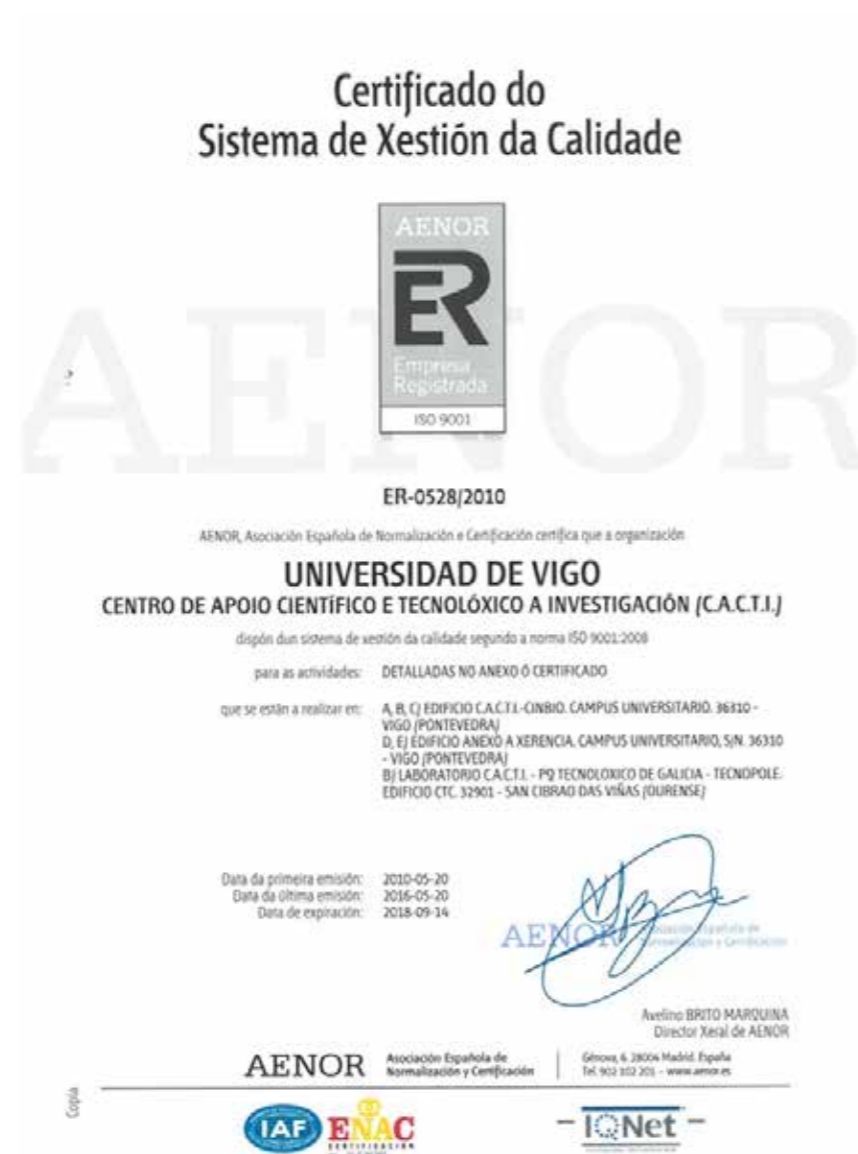 Certificado do
Sistema de Xestión da Calidade
AENOR
ER
Empresa
Registrada
ISO 9001
AENOR
ER-0528/2010
AENOR, Asociación Española de Normalización e Certificación certifica que a organización
UNIVERSIDAD DE VIGO
CENTRO DE APOIO CIENTÍFICO E TECNOLÓXICO A INVESTIGACIÓN (C.A.C.T.I.)
dispón dun sistema de xestión da calidade segundo a norma ISO 9001:2008
para as actividades: DETALLADAS NO ANEXO Ó CERTIFICADO
que se están a realizar en: A, B, C) EDIFICIO C.A.C.T.I.-CINBIO. CAMPUS UNIVERSITARIO. 36310 -
VIGO (PONTEVEDRA)
D, E) EDIFICIO ANEXO A XERENCIA. CAMPUS UNIVERSITARIO, S/N. 36310
- VIGO (PONTEVEDRA)
B) LABORATORIO C.A.C.T.I. - PQ TECNOLOXICO DE GALICIA - TECNOPOLE.
EDIFICIO CTC. 32901 - SAN CIBRAO DAS VIÑAS (OURENSE)
Data da primeira emisión: 2010-05-20
Data da última emisión: 2016-05-20
Data de expiración: 2018-09-14
AENOR Asociación Española de
Normalización y Certificación
Avelino BRITO MARQUINA
Director Xeral de AENOR
AENOR Asociación Española de
Normalización y Certificación
Génova, 6. 28004 Madrid. España
Tel. 902 102 201 - www.aenor.es
Copia
IAF
ENAC
CERTIFICACIÓN
- IQNet -